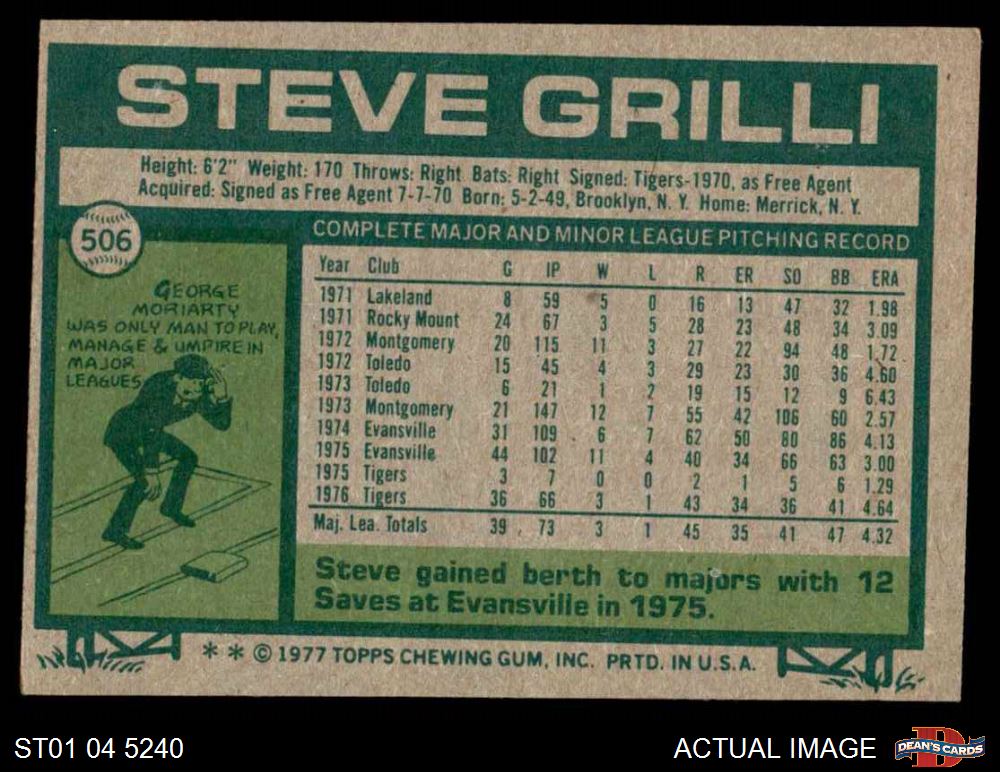 STEVE GRILLI
Height: 6'2" Weight: 170 Throws: Right Bats: Right Signed: Tigers-1970, as Free Agent
Acquired: Signed as Free Agent 7-7-70 Born: 5-2-49, Brooklyn, N. Y. Home: Merrick, N. Y.
506
GEORGE
MORIARTY
WAS ONLY MAN TO PLAY,
MANAGE & UMPIRE IN
MAJOR
LEAGUES
COMPLETE MAJOR AND MINOR LEAGUE PITCHING RECORD
Year Club G IP W L R ER SO BB ERA
1971 Lakeland 8 59 5 0 16 13 47 32 1.98
1971 Rocky Mount 24 67 3 5 28 23 48 34 3.09
1972 Montgomery 20 115 11 3 27 22 94 48 1.72
1972 Toledo 15 45 4 3 29 23 30 36 4.60
1973 Toledo 6 21 1 2 19 15 12 9 6.43
1973 Montgomery 21 147 12 7 55 42 106 60 2.57
1974 Evansville 31 109 6 7 62 50 80 86 4.13
1975 Evansville 44 102 11 4 40 34 66 63 3.00
1975 Tigers 3 7 0 0 2 1 5 6 1.29
1976 Tigers 36 66 3 1 43 34 36 41 4.64
Maj. Lea. Totals 39 73 3 1 45 35 41 47 4.32
Steve gained berth to majors with 12
Saves at Evansville in 1975.
* * © 1977 TOPPS CHEWING GUM, INC. PRTD. IN U.S.A.
ST01 04 5240
ACTUAL IMAGE
D
DEAN'S CARDS